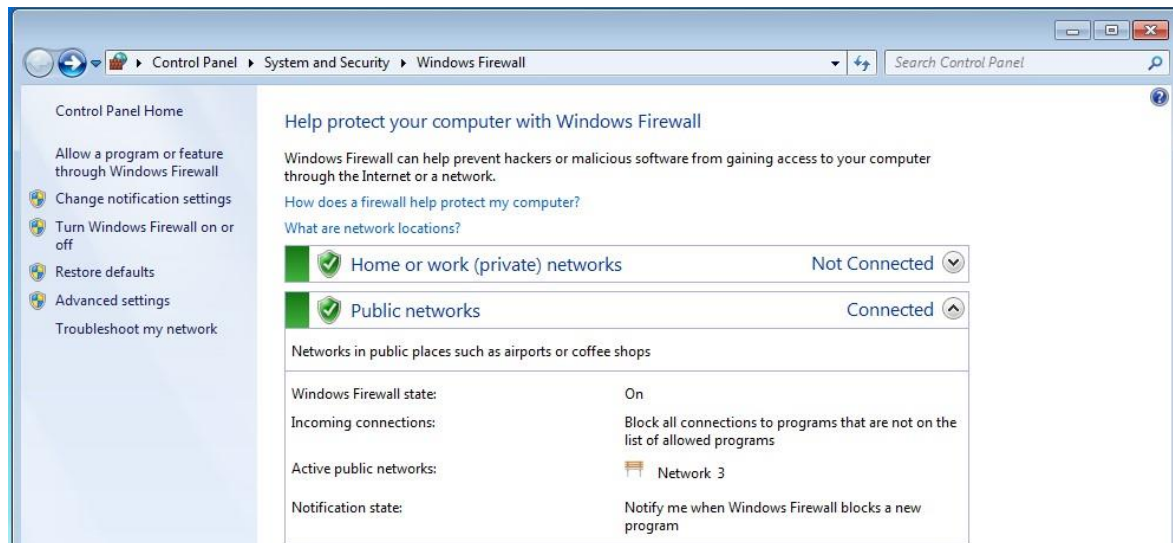 Control Panel ▸ System and Security ▸ Windows Firewall
Search Control Panel
Control Panel Home
Allow a program or feature
through Windows Firewall
Change notification settings
Turn Windows Firewall on or
off
Restore defaults
Advanced settings
Troubleshoot my network
Help protect your computer with Windows Firewall
Windows Firewall can help prevent hackers or malicious software from gaining access to your computer
through the Internet or a network.
How does a firewall help protect my computer?
What are network locations?
Home or work (private) networks Not Connected
Public networks Connected
Networks in public places such as airports or coffee shops
Windows Firewall state: On
Incoming connections: Block all connections to programs that are not on the
list of allowed programs
Active public networks: Network 3
Notification state: Notify me when Windows Firewall blocks a new
program